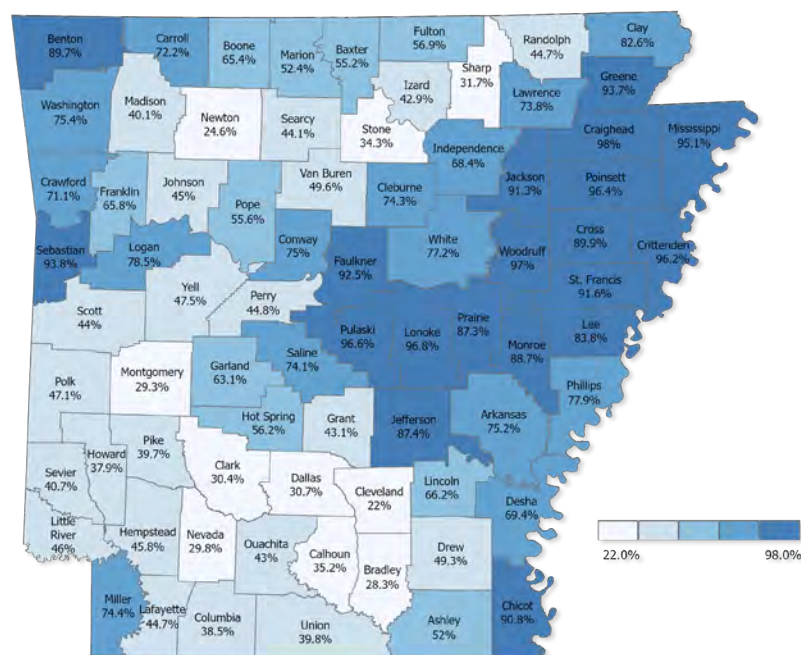 Benton
89.7%
Carroll
72.2%
Boone
65.4%
Marion
52.4%
Baxter
55.2%
Fulton
56.9%
Sharp
31.7%
Randolph
44.7%
Clay
82.6%
Greene
93.7%
Washington
75.4%
Madison
40.1%
Newton
24.6%
Searcy
44.1%
Stone
34.3%
Izard
42.9%
Lawrence
73.8%
Craighead
98%
Mississippi
95.1%
Independence
68.4%
Crawford
71.1%
Franklin
65.8%
Johnson
45%
Pope
55.6%
Van Buren
49.6%
Cleburne
74.3%
Jackson
91.3%
Poinsett
96.4%
Sebastian
93.8%
Logan
78.5%
Conway
75%
Faulkner
92.5%
White
77.2%
Woodruff
97%
Cross
89.9%
Crittenden
96.2%
St. Francis
91.6%
Scott
44%
Yell
47.5%
Perry
44.8%
Pulaski
96.6%
Lonoke
96.8%
Praine
87.3%
Monroe
88.7%
Lee
83.8%
Polk
47.1%
Montgomery
29.3%
Garland
63.1%
Saline
74.1%
Phillips
77.9%
Hot Spring
56.2%
Grant
43.1%
Jefferson
87.4%
Arkansas
75.2%
Sevier
40.7%
Howard
37.9%
Pike
39.7%
Clark
30.4%
Dallas
30.7%
Cleveland
22%
Lincoln
66.2%
Desha
69.4%
Little
River
46%
Hempstead
45.8%
Nevada
29.8%
Ouachita
43%
Calhoun
35.2%
Bradley
28.3%
Drew
49.3%
22.0%
98.0%
Miller
74.4%
Lafayette
44.7%
Columbia
38.5%
Union
39.8%
Ashley
52%
Chicot
90.8%